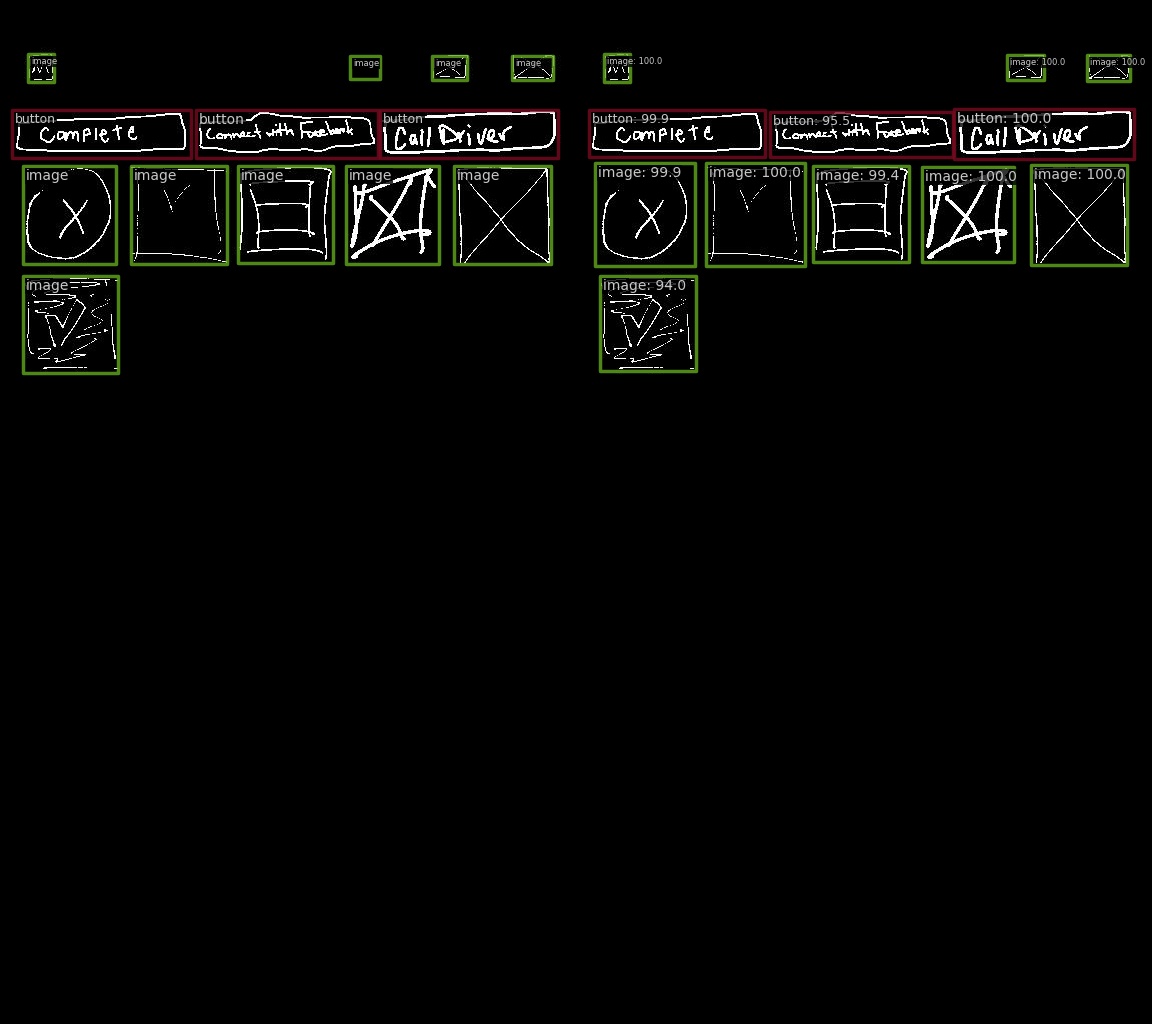 image image image image image: 100.0 image: 100.0 image: 100.0
button button button button: 99.9 button: 95.5 button: 100.0
Complete Connect with Facebook Call Driver Complete Connect with Facebook Call Driver
image image image image image image: 99.9 image: 100.0 image: 99.4 image: 100.0 image: 100.0
image image: 94.0